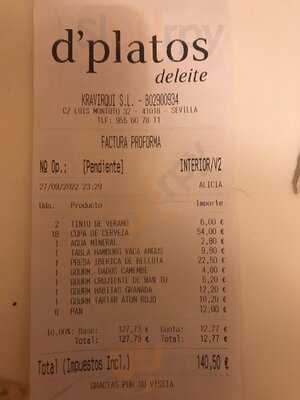 d'platos
deleite
KRAVIRQUI S.L. - B02900934
C/ LUIS MONTOTO 32 - 41018 - SEVILLA
TLF: 955 60 78 11
FACTURA PROFORMA
Nº Op.: [Pendiente] INTERIOR/V2
27/09/2022 23:29 ALICIA
Uds. Producto Importe
2 TINTO DE VERANO 6,00 €
18 COPA DE CERVEZA 54,00 €
1 AGUA MINERAL 2,80 €
1 TABLA HAMBURG VACA ANGUS 9,80 €
1 PRESA IBERICA DE BELLOTA 22,50 €
1 GOURM. DADOS CAMEMBE 4,00 €
1 GOURM CRUJIENTE DE MAN TU 6,20 €
1 GOURM HABITAS GRANADA 12,20 €
1 GOURM TARTAR ATUN ROJO 10,20 €
6 PAN 12,00 €
10,00% Base: 127,73 € Cuota: 12,77 €
Total: 127,73 € 12,77 €
Total (Impuestos Incl.) 140,50 €
GRACIAS POR SU VISITA